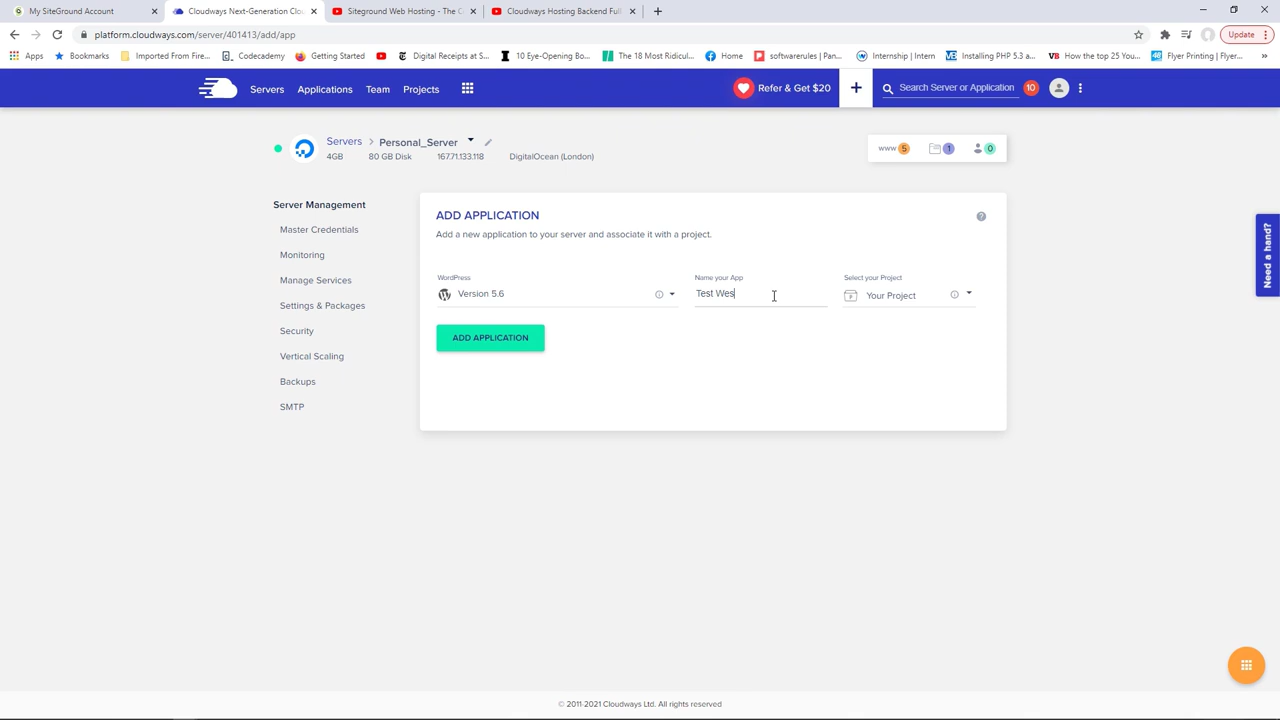 My SiteGround Account
Cloudways Next-Generation Clou
Siteground Web Hosting - The C
Cloudways Hosting Backend Full
platform.cloudways.com/server/401413/add/app
Update
Apps
Bookmarks
Imported From Fire...
Codecademy
Getting Started
Digital Receipts at S...
10 Eye-Opening Bo...
The 18 Most Ridicul...
Home
softwarerules | Pan...
Internship | Intern
Installing PHP 5.3 a...
How the top 25 You...
Flyer Printing | Flyer...
Servers
Applications
Team
Projects
Refer & Get $20
+
Search Server or Application
10
Servers > Personal_Server
4GB
80 GB Disk
167.71.133.118
DigitalOcean (London)
www 5
1
0
Need a hand?
Server Management
Master Credentials
Monitoring
Manage Services
Settings & Packages
Security
Vertical Scaling
Backups
SMTP
ADD APPLICATION
Add a new application to your server and associate it with a project.
WordPress
Version 5.6
Name your App
Test Wes
Select your Project
Your Project
ADD APPLICATION
© 2011-2021 Cloudways Ltd. All rights reserved